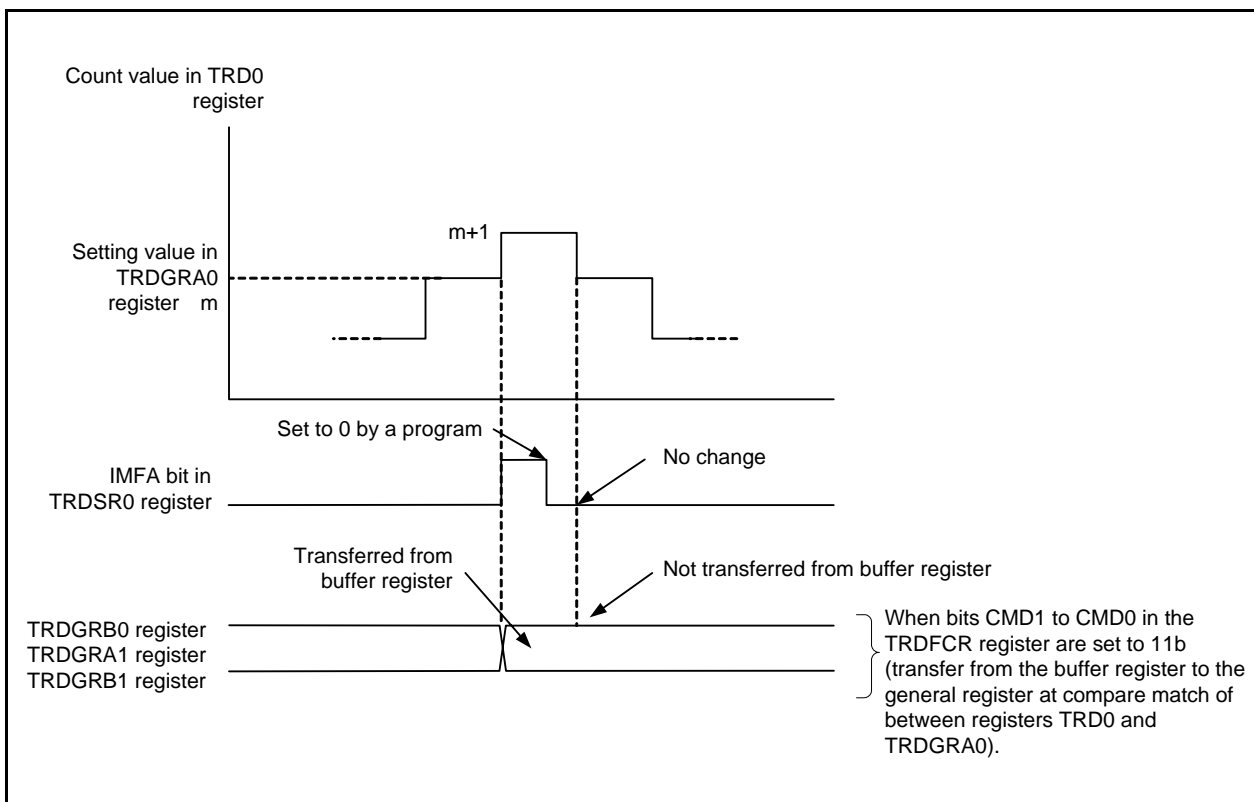 Count value in TRD0
register
m+1
Setting value in
TRDGRA0
register m
Set to 0 by a program
No change
IMFA bit in
TRDSR0 register
Transferred from
buffer register
Not transferred from buffer register
TRDGRB0 register
TRDGRA1 register
TRDGRB1 register
When bits CMD1 to CMD0 in the
TRDFCR register are set to 11b
(transfer from the buffer register to the
general register at compare match of
between registers TRD0 and
TRDGRA0).